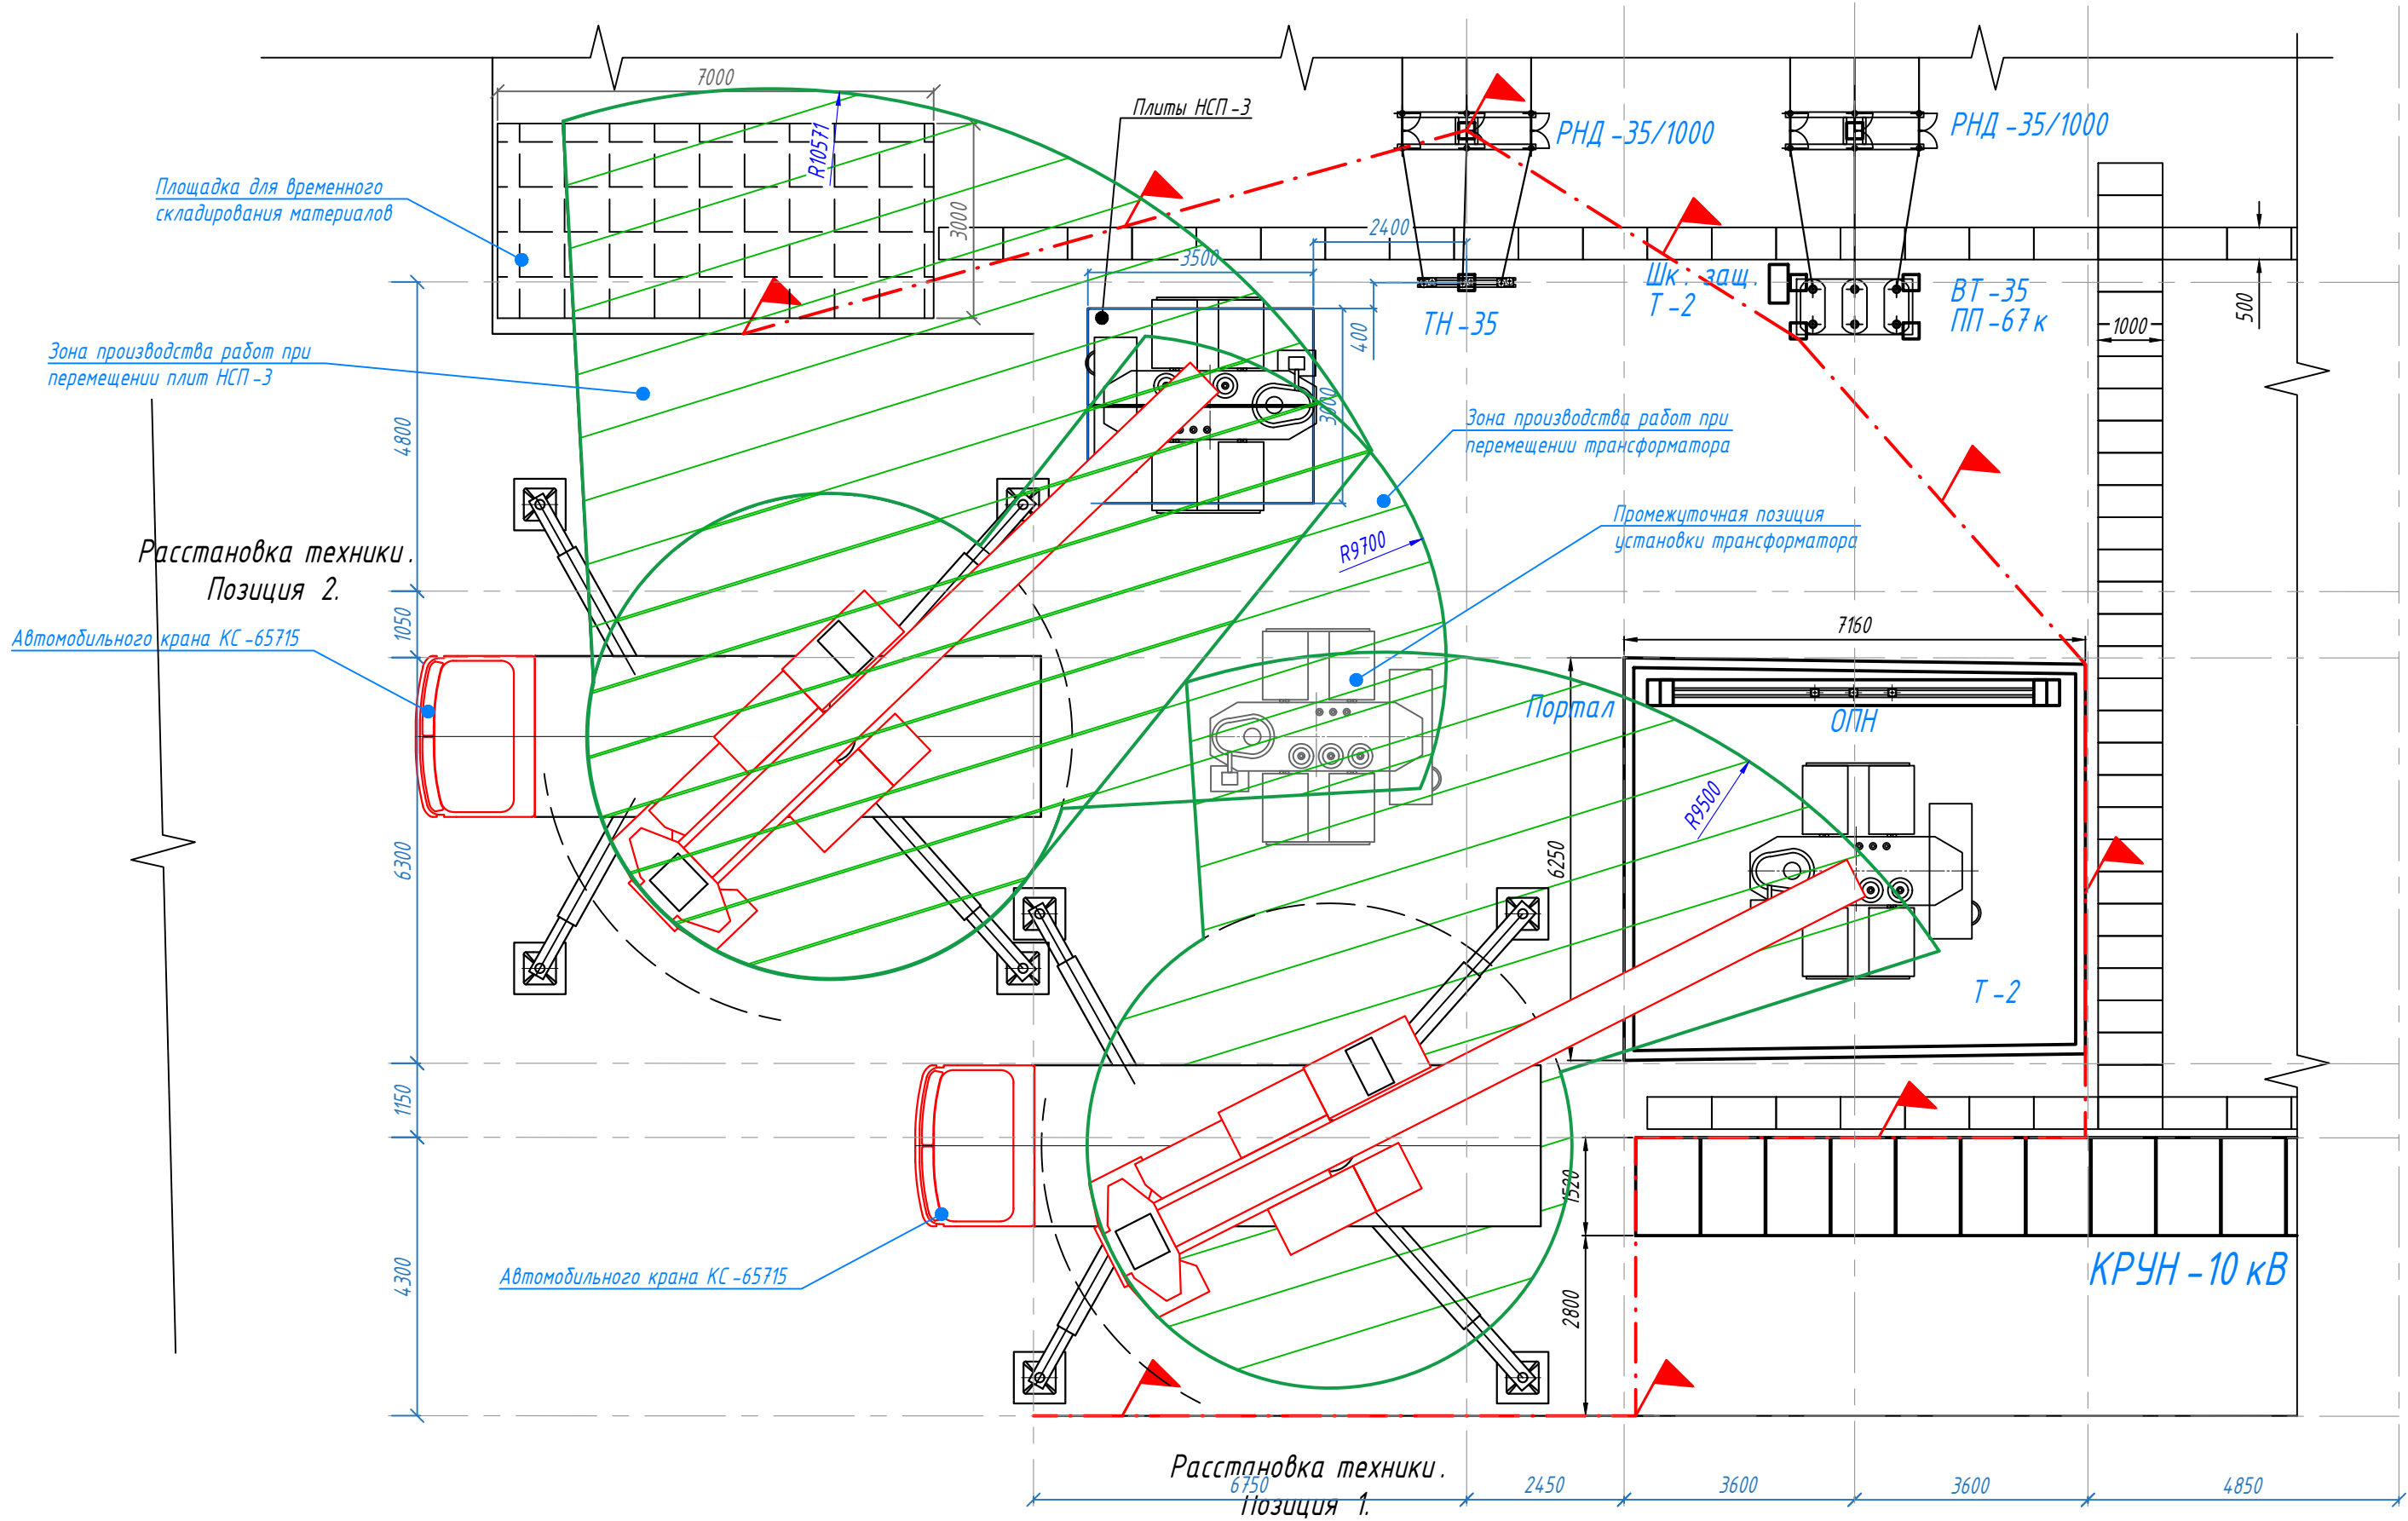 7000
Плиты НСП-3
R10571
РНД-35/1000
РНД-35/1000
Площадка для временного
складирования материалов
3000
2400
3500
500
Шк. защ.
Т-2
ВТ-35
ПП-67к
ТН-35
400
1000
Зона производства работ при
перемещении плит НСП-3
3000
Зона производства работ при
перемещении трансформатора
4800
Промежуточная позиция
установки трансформатора
R9700
Расстановка техники.
Позиция 2.
1050
Автомобильного крана КС-65715
7160
Портал
ОПН
R9500
6300
6250
Т-2
1150
1520
КРУН-10 кВ
Автомобильного крана КС-65715
4300
2800
Расстановка техники.
Позиция 1.
6750
2450
3600
3600
4850